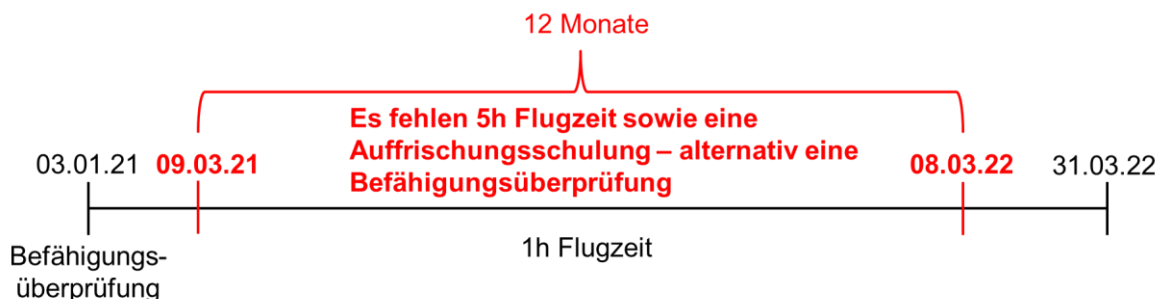 12 Monate
Es fehlen 5h Flugzeit sowie eine
Auffrischungsschulung – alternativ eine
Befähigungsüberprüfung
03.01.21 09.03.21 08.03.22 31.03.22
1h Flugzeit
Befähigungs-
überprüfung